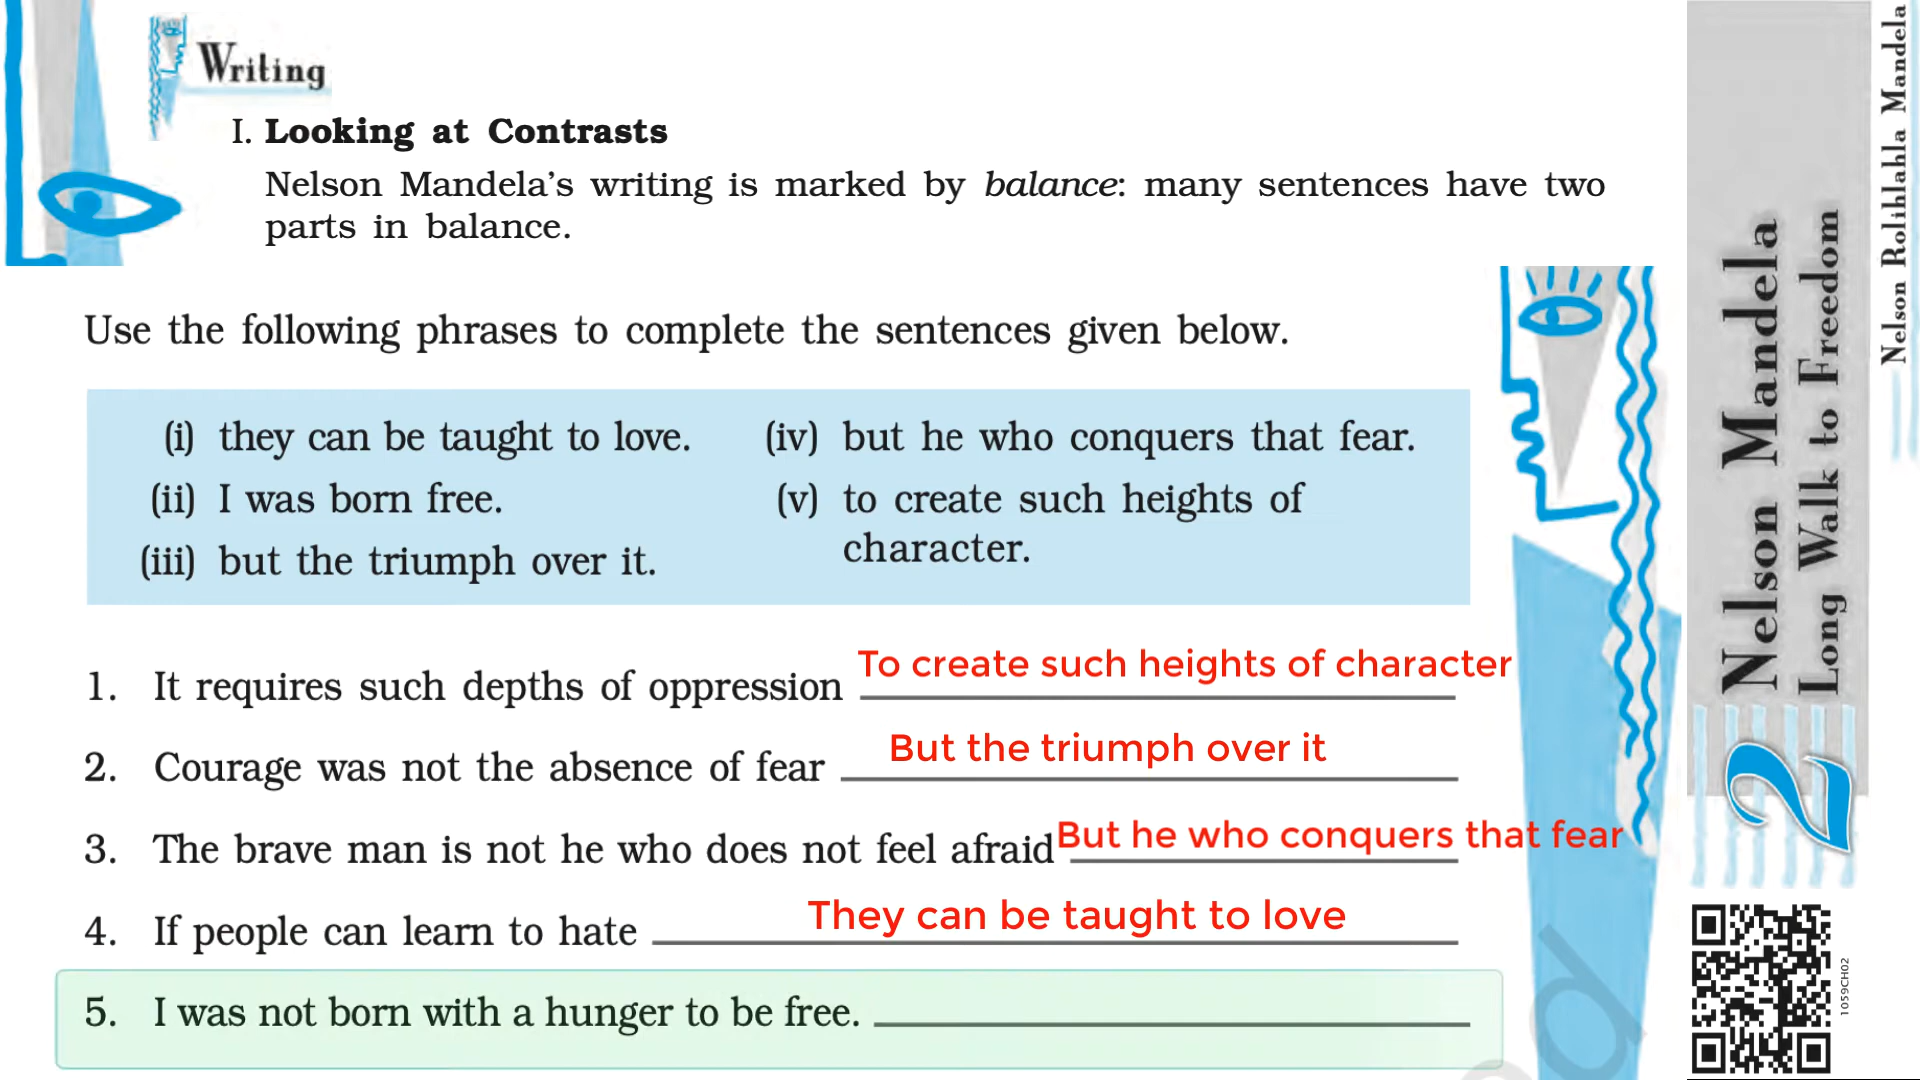 Writing
I. Looking at Contrasts
Nelson Mandela's writing is marked by balance: many sentences have two
parts in balance.
Use the following phrases to complete the sentences given below.
(i) they can be taught to love.
(ii) I was born free.
(iii) but the triumph over it.
(iv) but he who conquers that fear.
(v) to create such heights of
character.
1. It requires such depths of oppression To create such heights of character
2. Courage was not the absence of fear But the triumph over it
3. The brave man is not he who does not feel afraid But he who conquers that fear
4. If people can learn to hate They can be taught to love
5. I was not born with a hunger to be free.
2
Nelson Mandela
Long Walk to Freedom
Nelson Rolihlahla Mandela
1059CH02
d